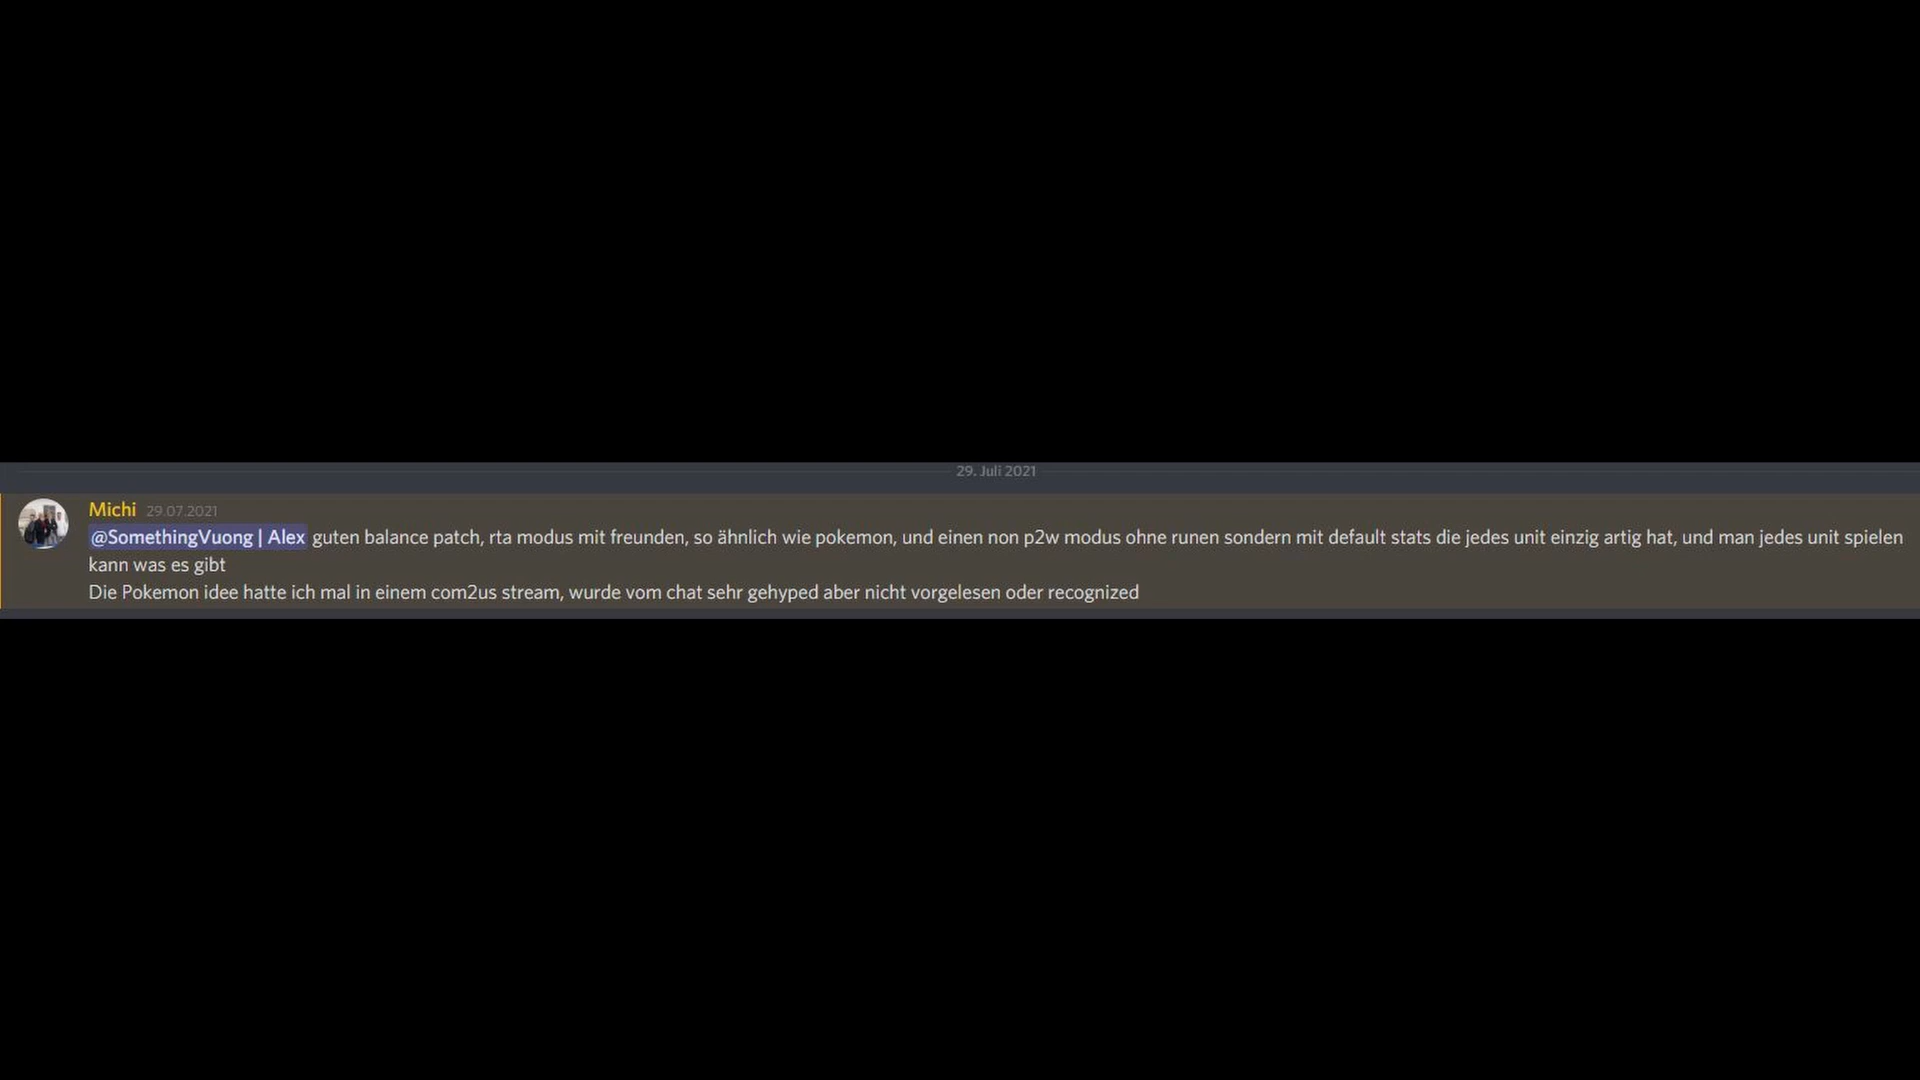 29. Juli 2021
Michi 29.07.2021
@SomethingVuong | Alex guten balance patch, rta modus mit freunden, so ähnlich wie pokemon, und einen non p2w modus ohne runen sondern mit default stats die jedes unit einzig artig hat, und man jedes unit spielen
kann was es gibt
Die Pokemon idee hatte ich mal in einem com2us stream, wurde vom chat sehr gehyped aber nicht vorgelesen oder recognized